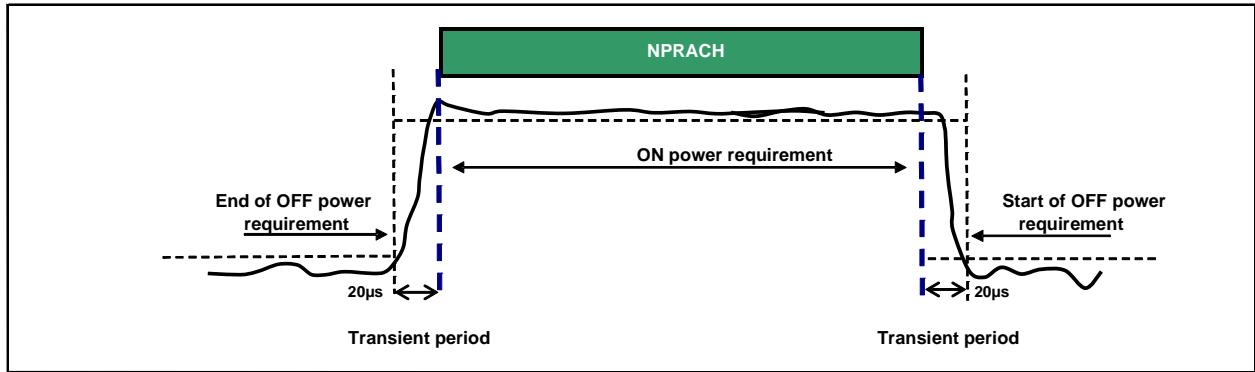 NPRACH
ON power requirement
End of OFF power
requirement
Start of OFF power
requirement
20µs
20µs
Transient period
Transient period